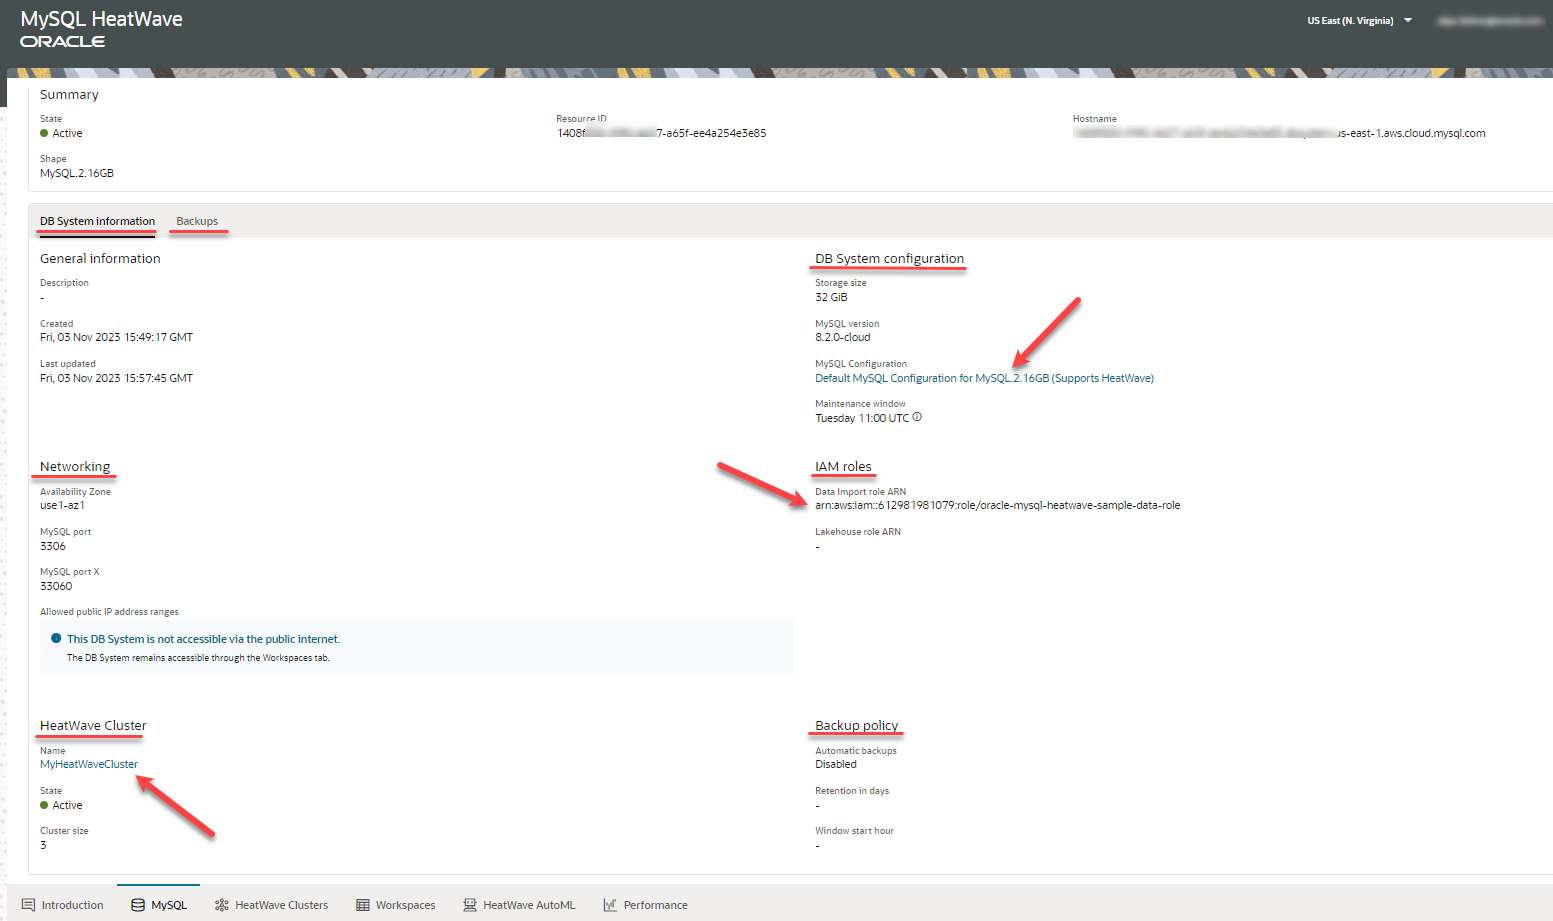 MySQL HeatWave
ORACLE
US East (N. Virginia)
Summary
State
Active
Resource ID
1408f 7-a65f-ee4a254e3e85
Hostname
us-east-1.aws.cloud.mysql.com
Shape
MySQL.2.16GB
DB System information
Backups
General information
Description
-
Created
Fri, 03 Nov 2023 15:49:17 GMT
Last updated
Fri, 03 Nov 2023 15:57:45 GMT
DB System configuration
Storage size
32 GiB
MySQL version
8.2.0-cloud
MySQL Configuration
Default MySQL Configuration for MySQL.2.16GB (Supports HeatWave)
Maintenance window
Tuesday 11:00 UTC
Networking
Availability Zone
use1-az1
MySQL port
3306
MySQL port X
33060
Allowed public IP address ranges
This DB System is not accessible via the public internet.
The DB System remains accessible through the Workspaces tab.
IAM roles
Data Import role ARN
arn:aws:iam::612981981079:role/oracle-mysql-heatwave-sample-data-role
Lakehouse role ARN
-
HeatWave Cluster
Name
MyHeatWaveCluster
State
Active
Cluster size
3
Backup policy
Automatic backups
Disabled
Retention in days
-
Window start hour
-
Introduction
MySQL
HeatWave Clusters
Workspaces
HeatWave AutoML
Performance